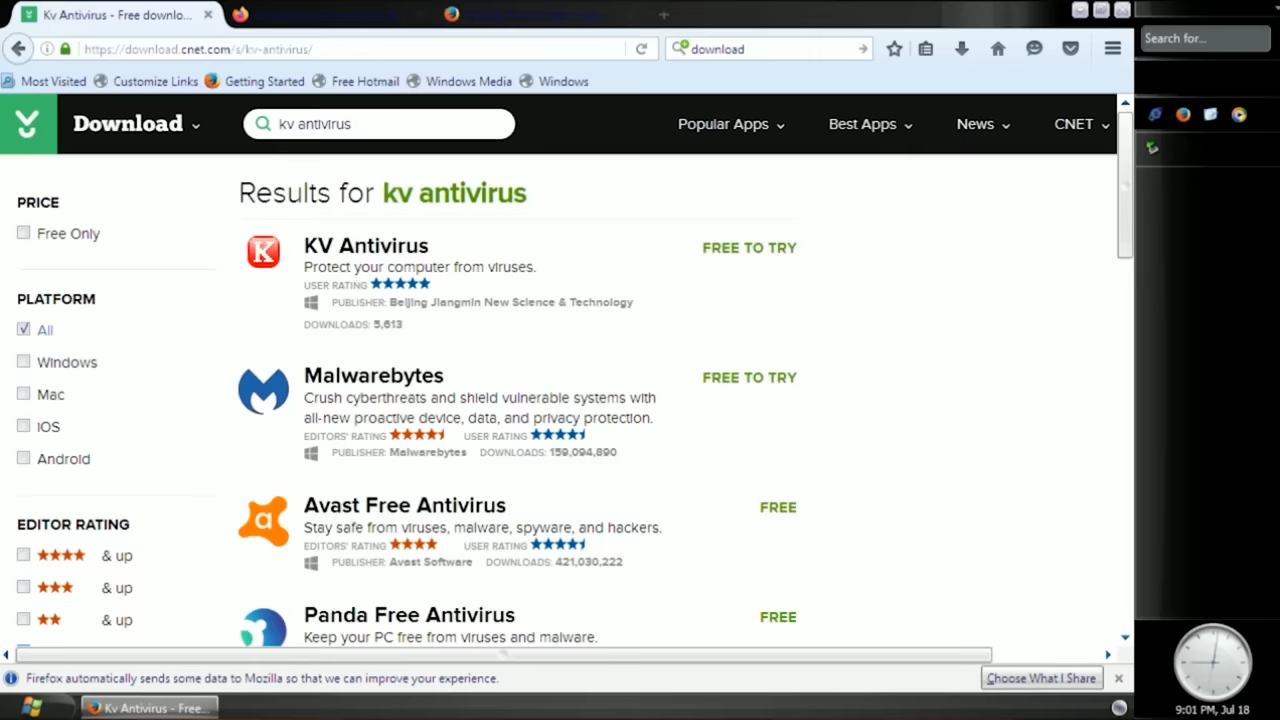 Kv Antivirus - Free downlo...
https://download.cnet.com/s/kv-antivirus/
download
Search for...
Most Visited
Customize Links
Getting Started
Free Hotmail
Windows Media
Windows
Download
kv antivirus
Popular Apps
Best Apps
News
CNET
PRICE
Free Only
PLATFORM
All
Windows
Mac
iOS
Android
EDITOR RATING
& up
& up
& up
Results for kv antivirus
KV Antivirus
FREE TO TRY
Protect your computer from viruses.
USER RATING
PUBLISHER: Beijing Jiangmin New Science & Technology
DOWNLOADS: 5,613
Malwarebytes
FREE TO TRY
Crush cyberthreats and shield vulnerable systems with
all-new proactive device, data, and privacy protection.
EDITORS' RATING USER RATING
PUBLISHER: Malwarebytes DOWNLOADS: 159,094,890
Avast Free Antivirus
FREE
Stay safe from viruses, malware, spyware, and hackers.
EDITORS' RATING USER RATING
PUBLISHER: Avast Software DOWNLOADS: 421,030,222
Panda Free Antivirus
FREE
Keep your PC free from viruses and malware.
Firefox automatically sends some data to Mozilla so that we can improve your experience.
Choose What I Share
Kv Antivirus - Free...
9:01 PM, Jul 18